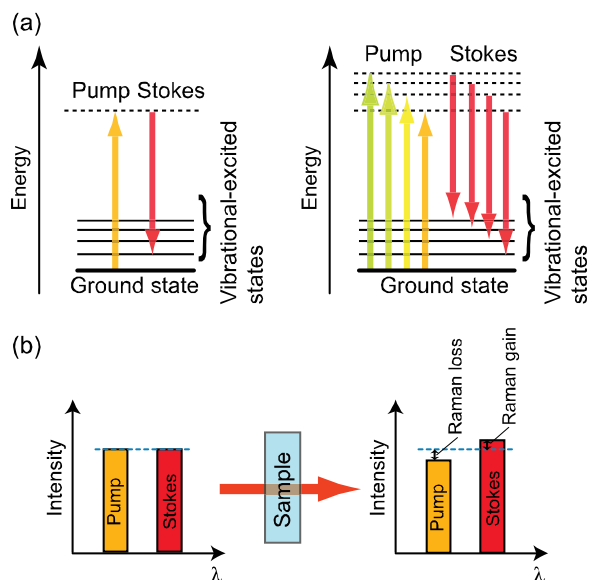 (a)
Energy
Pump Stokes
Ground state
Vibrational-excited
states
Energy
Pump
Stokes
Ground state
Vibrational-excited
states
(b)
Intensity
Pump
Stokes
λ
Sample
Intensity
Pump
Stokes
Raman loss
Raman gain
λ